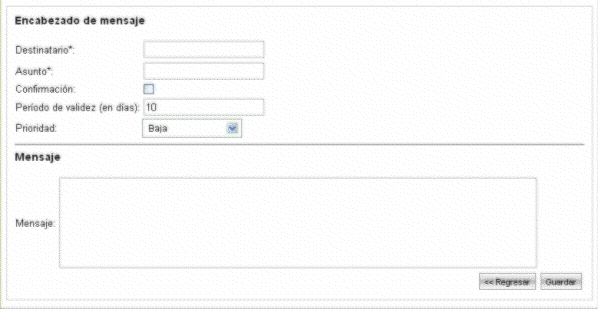 Encabezado de mensaje
Destinatario*:
Asunto*:
Confirmación:
Período de validez (en días): 10
Prioridad: Baja
Mensaje
Mensaje:
<< Regresar Guardar